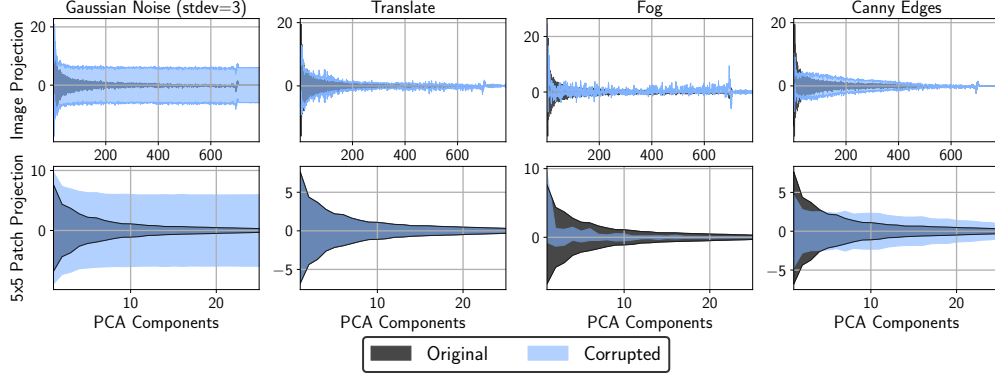 Gaussian Noise (stdev=3) Translate Fog Canny Edges
Image Projection
20
0
200 400 600
20
0
200 400 600
20
0
200 400 600
20
0
200 400 600
5x5 Patch Projection
10
0
10 20
5
0
−5
10 20
5
0
10 20
5
0
−5
10 20
PCA Components PCA Components PCA Components PCA Components
Original Corrupted